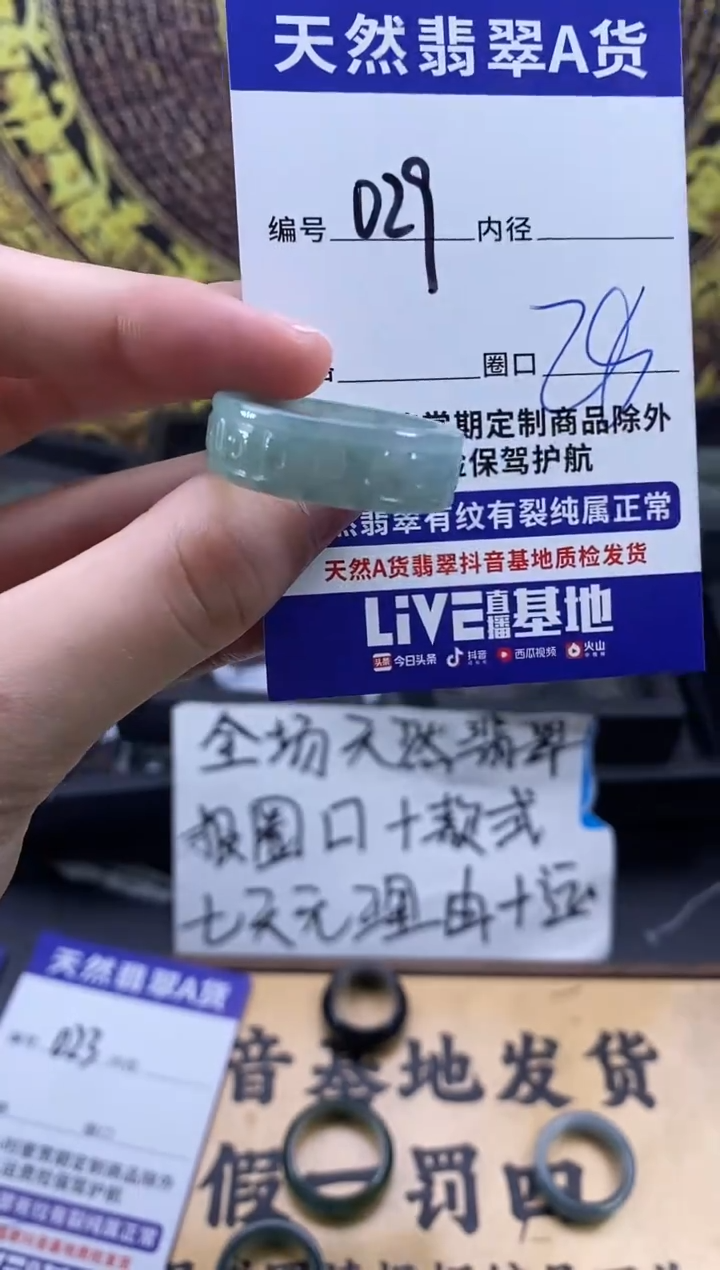 天然翡翠A货
编号 029 内径
圈口
期定制商品除外
保驾护航
然翡翠有纹有裂纯属正常
天然A货翡翠抖音基地质检发货
LiVE直播基地
头条 今日头条 抖音 西瓜视频 火山
全场天然翡翠
报圈口+款式
七天无理由+运
天然翡翠A货
023
音基地发货
假一罚四